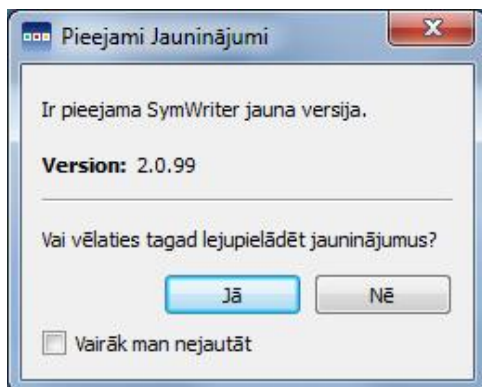 Pieejami Jauninājumi
Ir pieejama SymWriter jauna versija.
Version: 2.0.99
Vai vēlaties tagad lejupielādēt jauninājumus?
Jā Nē
Vairāk man nejautāt